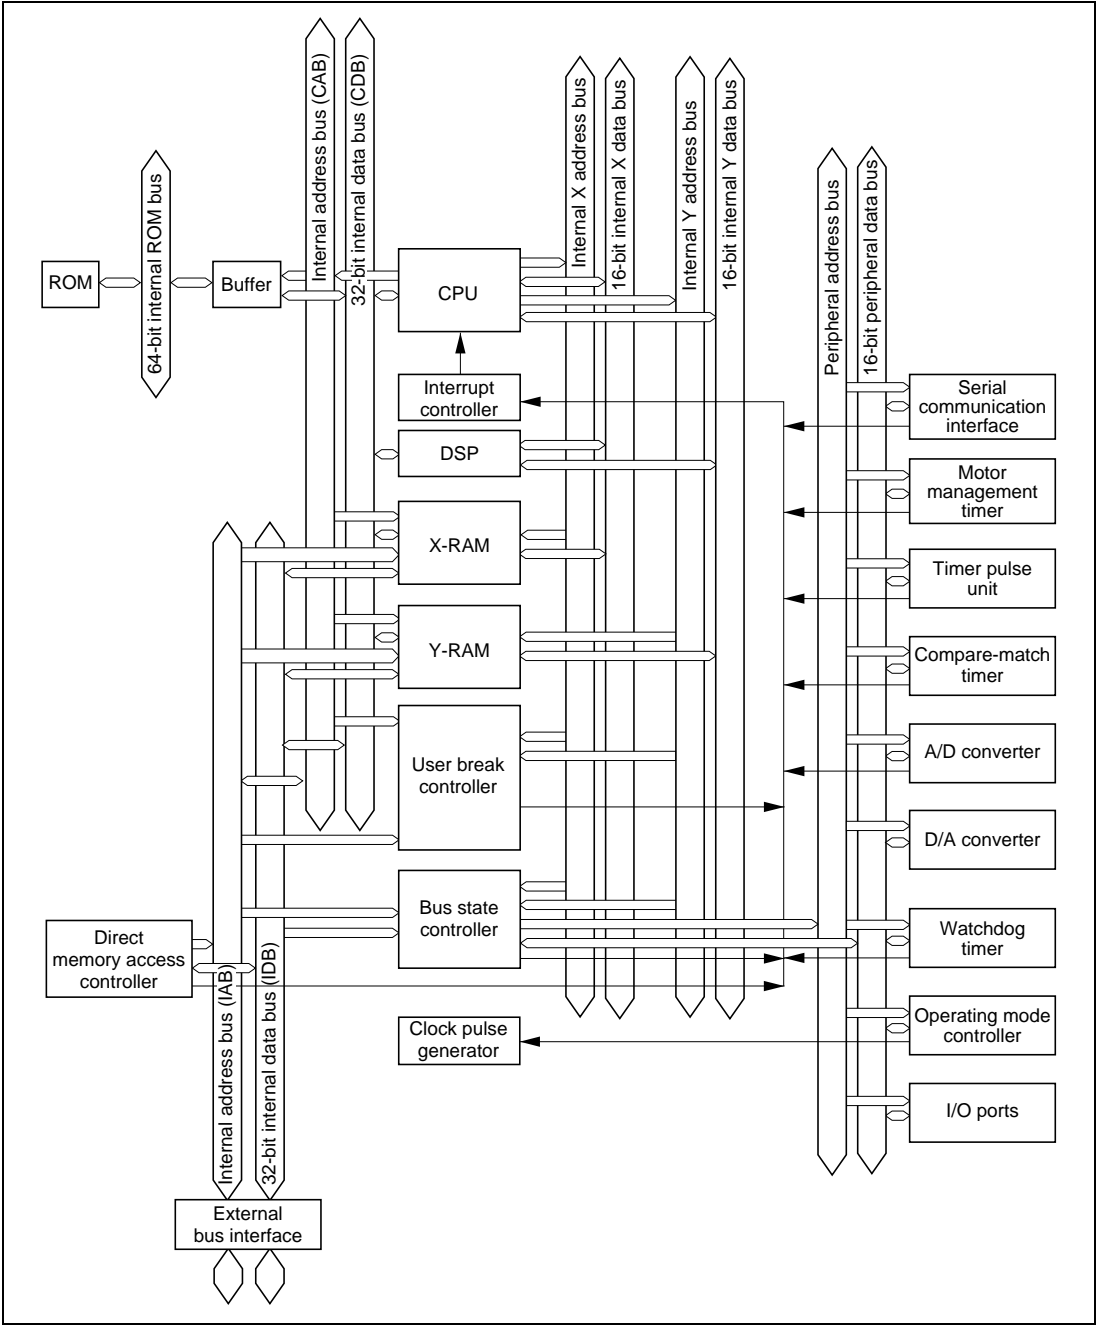 Internal address bus (CAB)
32-bit internal data bus (CDB)
Internal X address bus
16-bit internal X data bus
Internal Y address bus
16-bit internal Y data bus
64-bit internal ROM bus
Peripheral address bus
16-bit peripheral data bus
ROM
Buffer
CPU
Interrupt
controller
DSP
X-RAM
Y-RAM
User break
controller
Bus state
controller
Clock pulse
generator
Serial
communication
interface
Motor
management
timer
Timer pulse
unit
Compare-match
timer
A/D converter
D/A converter
Watchdog
timer
Operating mode
controller
I/O ports
Direct
memory access
controller
Internal address bus (IAB)
32-bit internal data bus (IDB)
External
bus interface